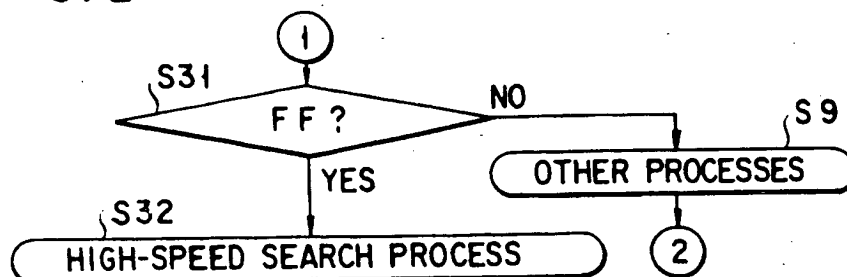 1
S31
FF?
NO
S9
YES
OTHER PROCESSES
S32
HIGH-SPEED SEARCH PROCESS
2